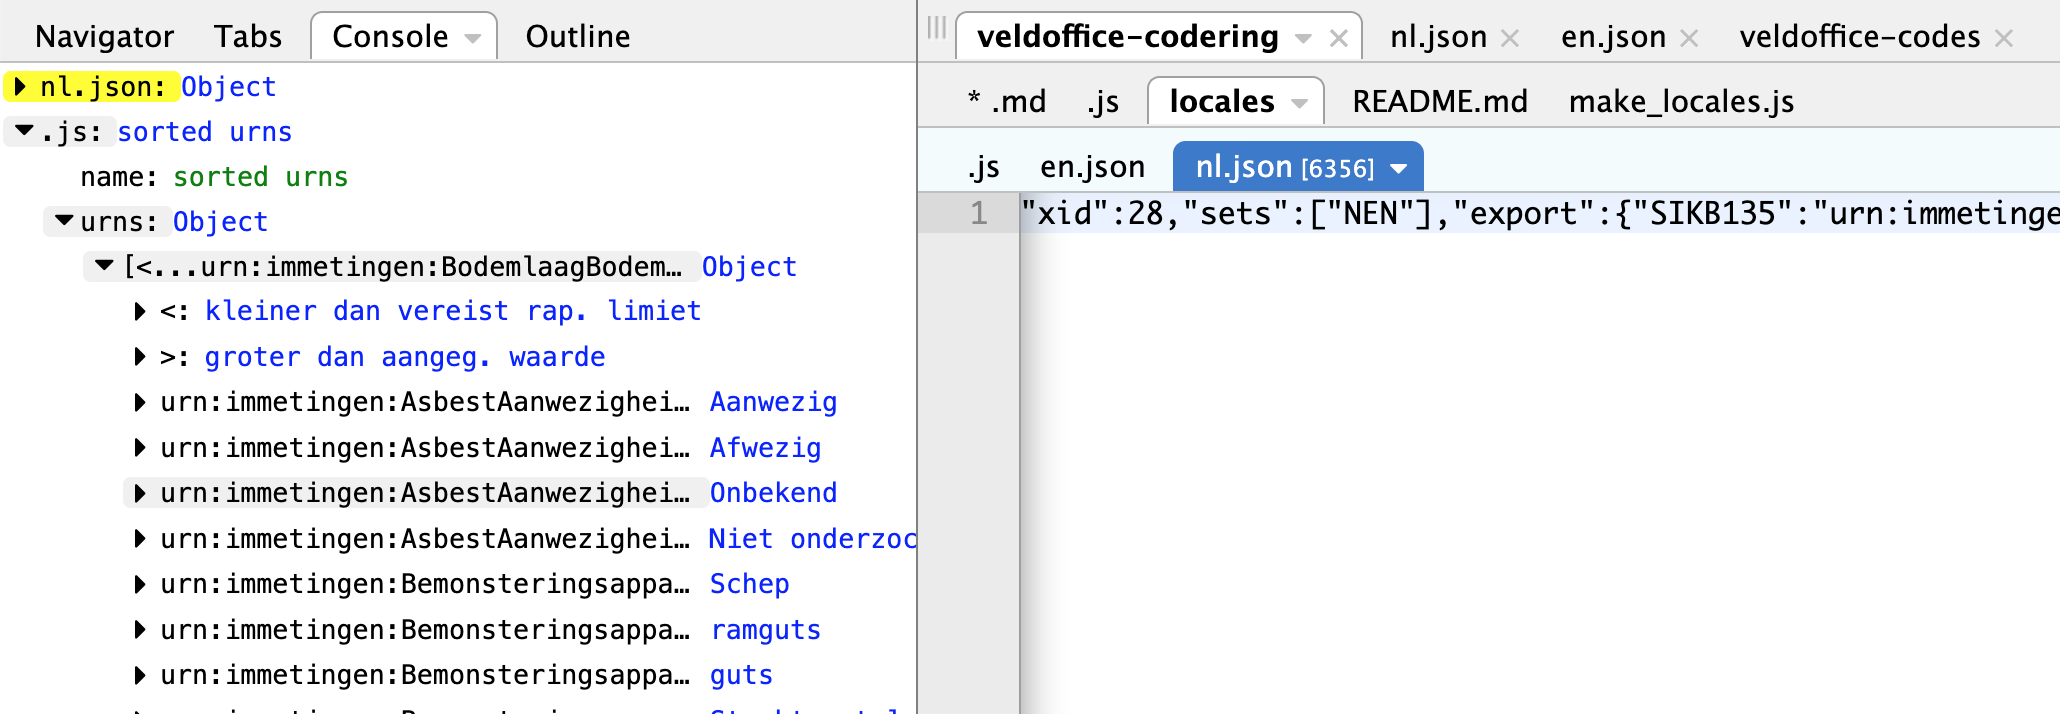 Navigator Tabs Console Outline
nl.json: Object
.js: sorted urns
name: sorted urns
urns: Object
[<...urn:immetingen:BodemlaagBodem… Object
<: kleiner dan vereist rap. limiet
>: groter dan aangeg. waarde
urn:immetingen:AsbestAanwezighei… Aanwezig
urn:immetingen:AsbestAanwezighei… Afwezig
urn:immetingen:AsbestAanwezighei… Onbekend
urn:immetingen:AsbestAanwezighei… Niet onderzoc
urn:immetingen:Bemonsteringsappa… Schep
urn:immetingen:Bemonsteringsappa… ramguts
urn:immetingen:Bemonsteringsappa… guts
veldoffice-codering nl.json en.json veldoffice-codes
* .md .js locales README.md make_locales.js
.js en.json nl.json [6356]
1 "xid":28,"sets":["NEN"],"export":{"SIKB135":"urn:immetinge